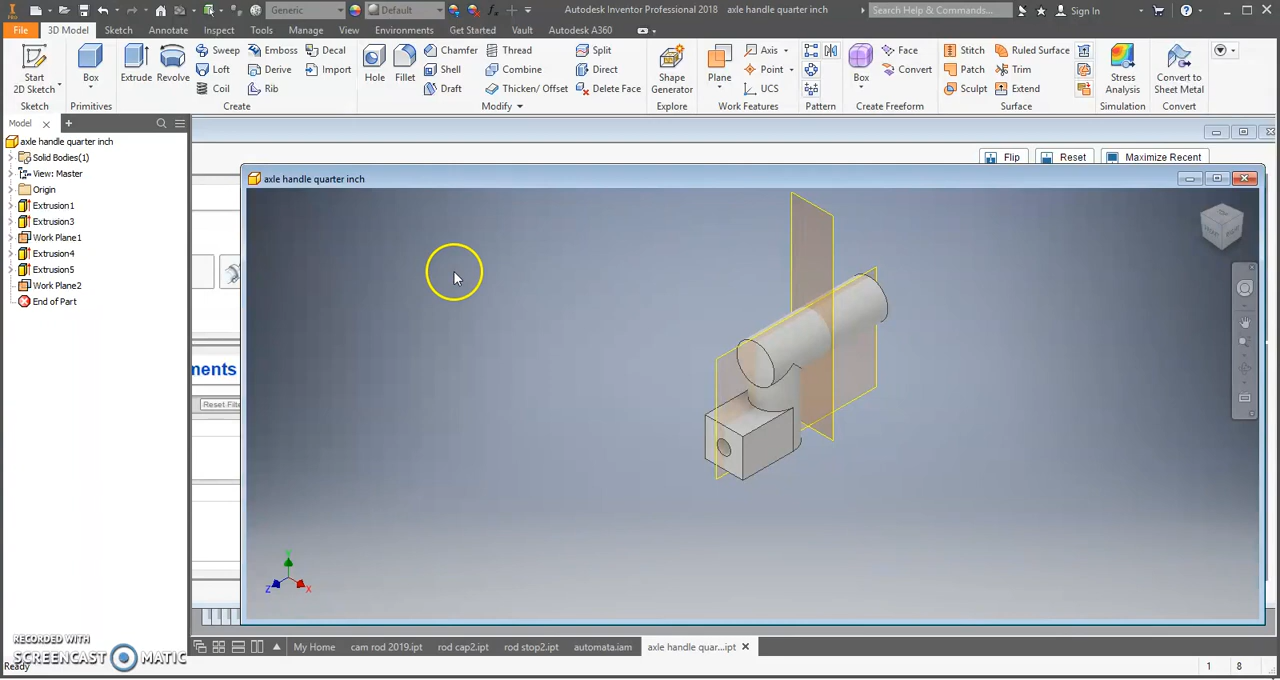 Generic
Default
Autodesk Inventor Professional 2018 axle handle quarter inch
Search Help & Commands...
Sign In
File 3D Model Sketch Annotate Inspect Tools Manage View Environments Get Started Vault Autodesk A360
Start
2D Sketch
Sketch
Box
Primitives
Extrude Revolve
Sweep Emboss Decal
Loft Derive Import
Coil Rib
Create
Hole Fillet
Chamfer Thread Split
Shell Combine Direct
Draft Thicken/ Offset Delete Face
Modify
Shape
Generator
Explore
Plane
Axis
Point
UCS
Work Features
Pattern
Box
Face
Convert
Create Freeform
Stitch Ruled Surface
Patch Trim
Sculpt Extend
Surface
Stress
Analysis
Simulation
Convert to
Sheet Metal
Convert
Model
axle handle quarter inch
Solid Bodies(1)
View: Master
Origin
Extrusion1
Extrusion3
Work Plane1
Extrusion4
Extrusion5
Work Plane2
End of Part
Flip Reset Maximize Recent
axle handle quarter inch
ments
Reset Filte
Y
Z
X
RECORDED WITH
SCREENCAST MATIC
My Home cam rod 2019.ipt rod cap2.ipt rod stop2.ipt automata.iam axle handle quar...ipt
Ready
1 8